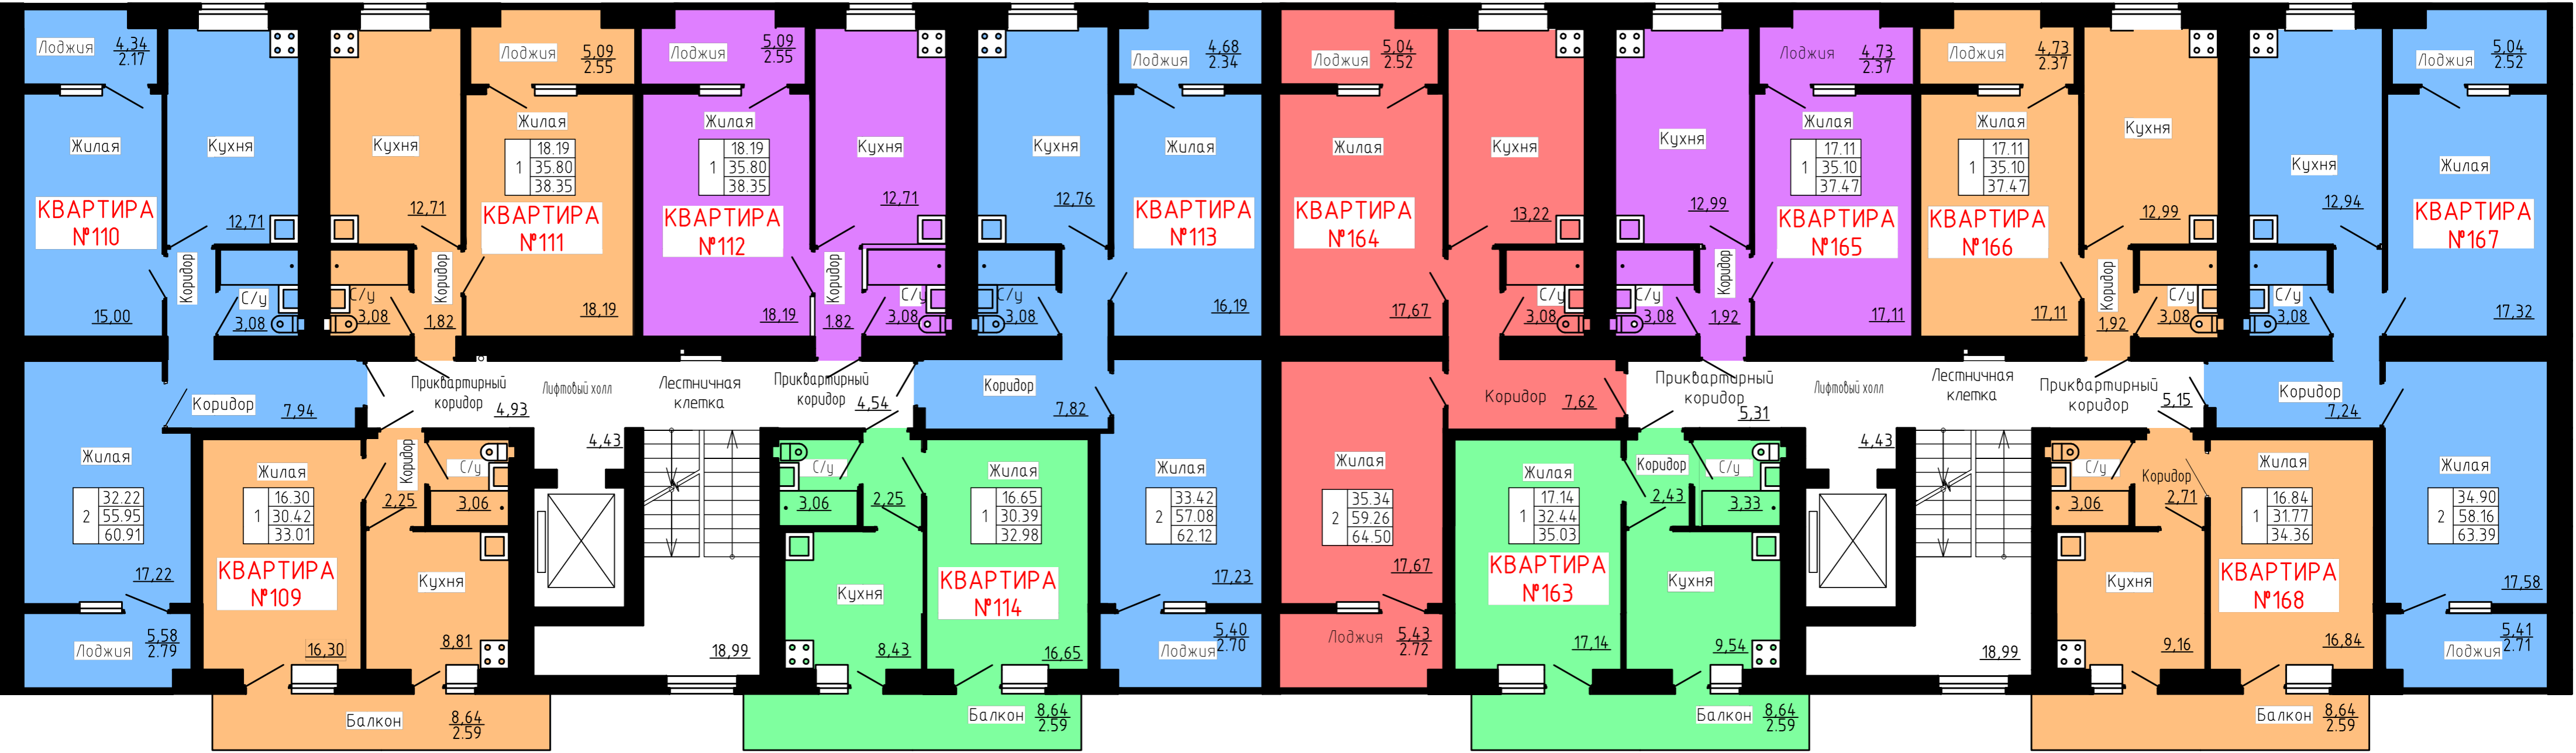 Лоджия
4,34
2.17
Жилая
КВАРТИРА
№110
15,00
Кухня
12,71
Коридор
С/у
3,08
Коридор
7,94
Жилая
2
32.22
55.95
60.91
17,22
Лоджия
5,58
2.79
Кухня
12,71
С/у
3,08
Коридор
1,82
Лоджия
5,09
2.55
Жилая
1
18.19
35.80
38.35
КВАРТИРА
№111
18,19
Лоджия
5,09
2.55
Жилая
1
18.19
35.80
38.35
КВАРТИРА
№112
18,19
Кухня
12,71
Коридор
1.82
С/у
3,08
Кухня
12,76
С/у
3,08
Лоджия
4,68
2.34
Жилая
КВАРТИРА
№113
16,19
Коридор
7,82
Жилая
2
33.42
57.08
62.12
17,23
Лоджия
5,40
2.70
Приквартирный
коридор
4,93
Лифтовый холл
4,43
Лестничная
клетка
18,99
Приквартирный
коридор
4,54
Жилая
1
16.30
30.42
33.01
КВАРТИРА
№109
16,30
Коридор
2,25
С/у
3,06
Кухня
8,81
Балкон
8,64
2.59
С/у
3,06
2,25
Кухня
8,43
Жилая
1
16.65
30.39
32.98
КВАРТИРА
№114
16,65
Балкон
8,64
2.59
Лоджия
5,04
2.52
Жилая
КВАРТИРА
№164
17,67
Кухня
13,22
С/у
3,08
Коридор
7,62
Жилая
2
35.34
59.26
64.50
17,67
Лоджия
5,43
2.72
Кухня
12,99
С/у
3,08
Коридор
1,92
Лоджия
4,73
2.37
Жилая
1
17.11
35.10
37.47
КВАРТИРА
№165
17,11
Лоджия
4,73
2.37
Жилая
1
17.11
35.10
37.47
КВАРТИРА
№166
17,11
Кухня
12,99
Коридор
1,92
С/у
3,08
Кухня
12,94
С/у
3,08
Лоджия
5,04
2.52
Жилая
КВАРТИРА
№167
17,32
Коридор
7,24
Жилая
2
34.90
58.16
63.39
17,58
Лоджия
5,41
2.71
Приквартирный
коридор
5,31
Лифтовый холл
4,43
Лестничная
клетка
18,99
Приквартирный
коридор
5,15
Жилая
1
17.14
32.44
35.03
КВАРТИРА
№163
17,14
Коридор
2,43
С/у
3,33
Кухня
9,54
Балкон
8,64
2.59
С/у
3,06
Коридор
2,71
Кухня
9,16
Жилая
1
16.84
31.77
34.36
КВАРТИРА
№168
16,84
Балкон
8,64
2.59